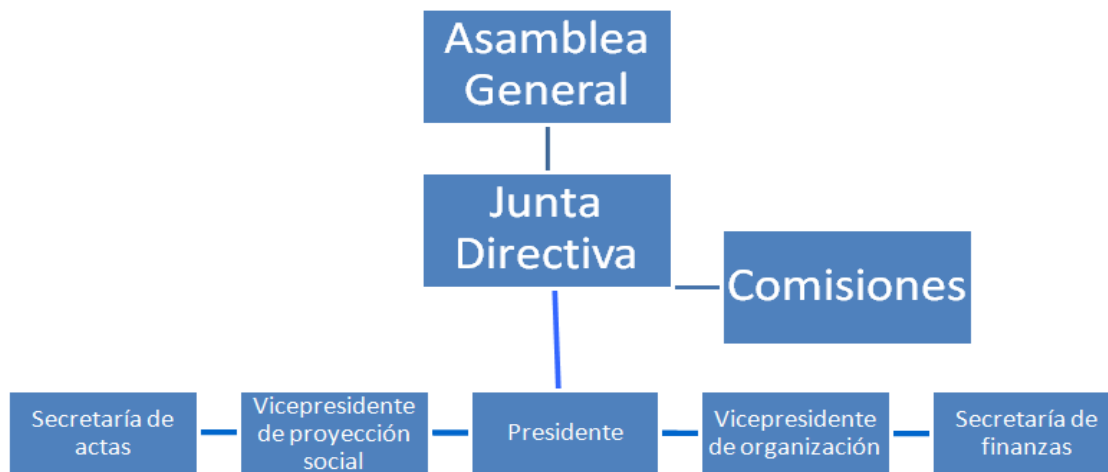 Asamblea
General
Junta
Directiva
Comisiones
Secretaría de
actas
Vicepresidente
de proyección
social
Presidente
Vicepresidente
de organización
Secretaría de
finanzas